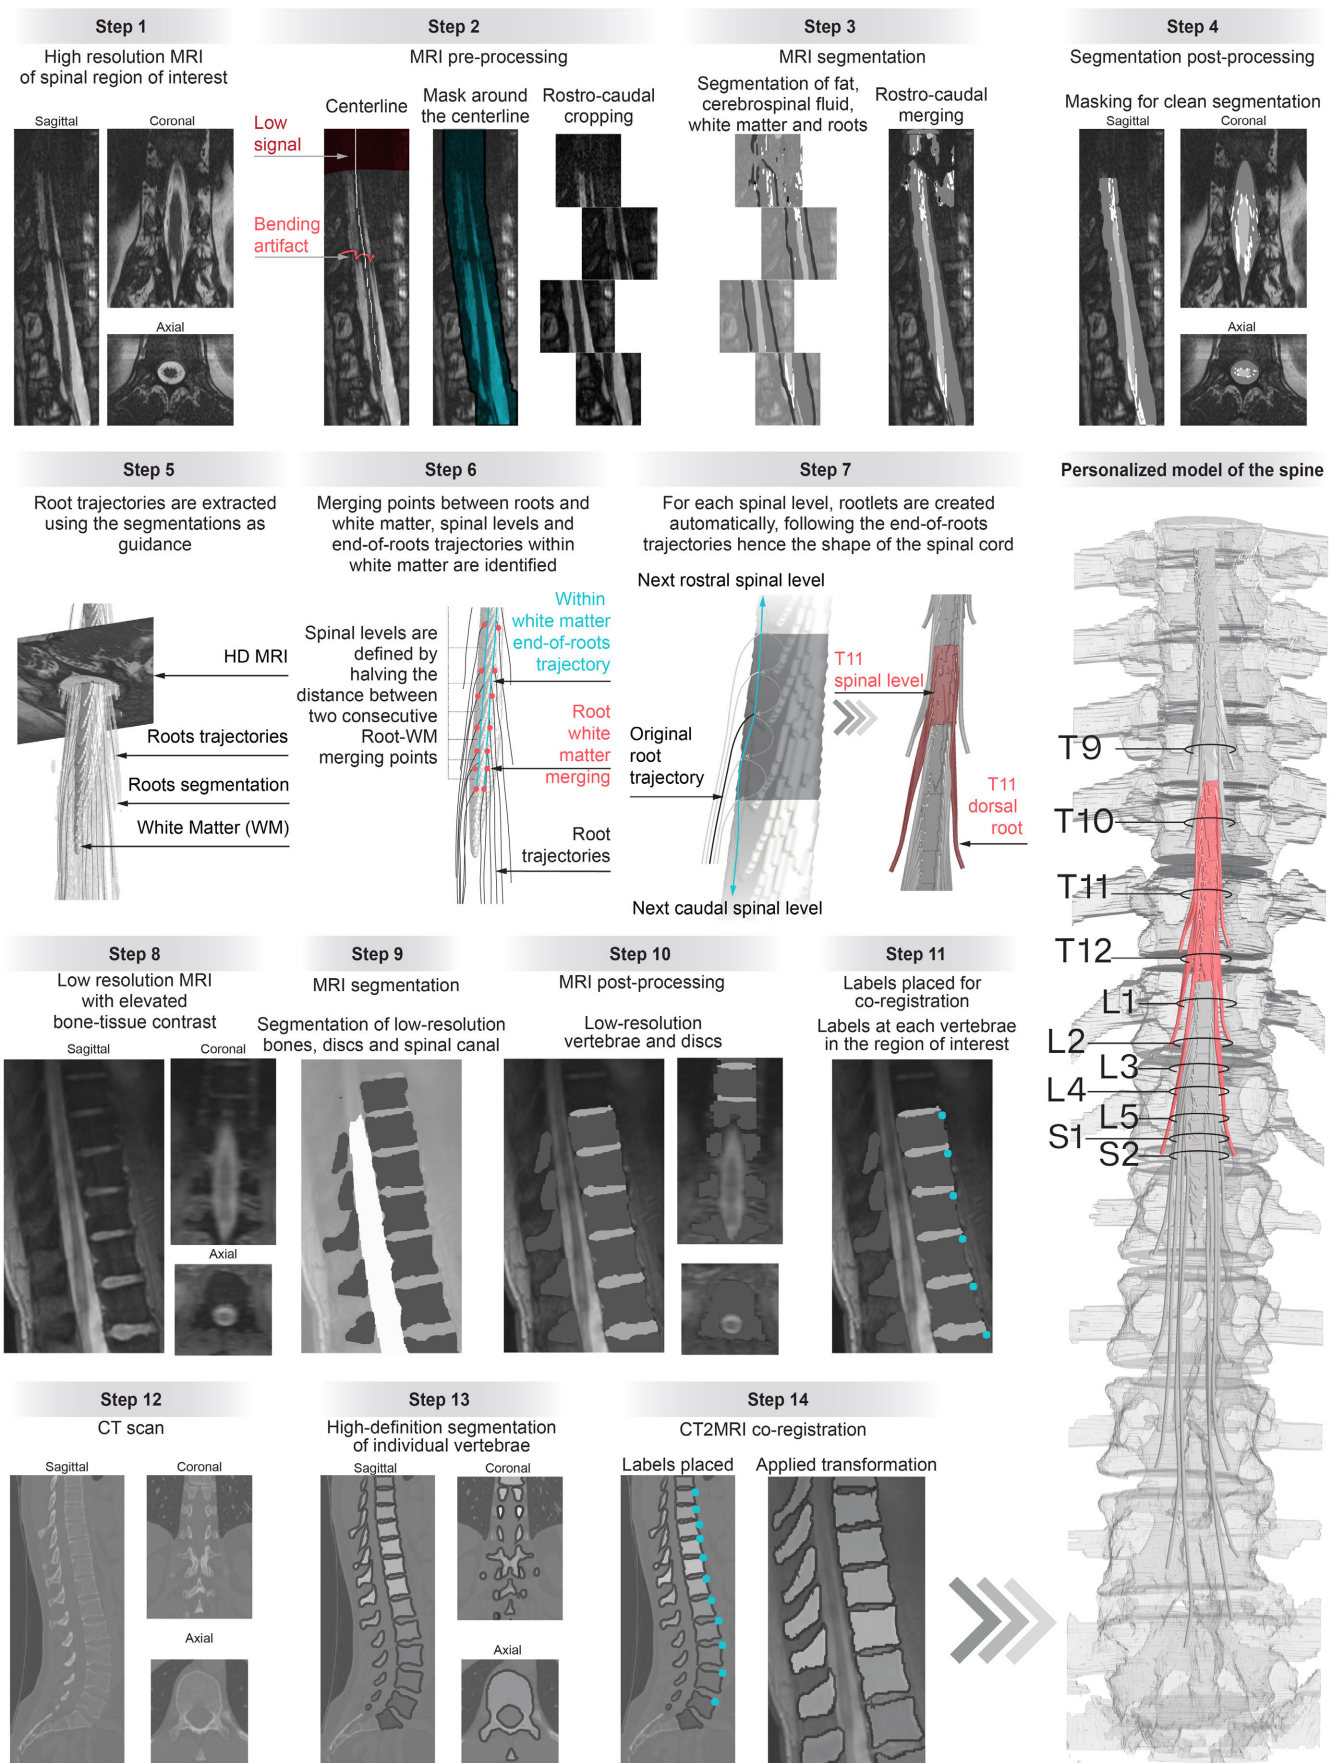 Step 1
High resolution MRI
of spinal region of interest
Sagittal
Coronal
Axial
Step 2
MRI pre-processing
Centerline
Mask around
the centerline
Rostro-caudal
cropping
Low
signal
Bending
artifact
Step 3
MRI segmentation
Segmentation of fat,
cerebrospinal fluid,
white matter and roots
Rostro-caudal
merging
Step 4
Segmentation post-processing
Masking for clean segmentation
Sagittal
Coronal
Axial
Step 5
Root trajectories are extracted
using the segmentations as
guidance
HD MRI
Roots trajectories
Roots segmentation
White Matter (WM)
Step 6
Merging points between roots and
white matter, spinal levels and
end-of-roots trajectories within
white matter are identified
Spinal levels are
defined by
halving the
distance between
two consecutive
Root-WM
merging points
Within
white matter
end-of-roots
trajectory
Root
white
matter
merging
Root
trajectories
Step 7
For each spinal level, rootlets are created
automatically, following the end-of-roots
trajectories hence the shape of the spinal cord
Next rostral spinal level
Original
root
trajectory
Next caudal spinal level
T11
spinal level
T11
dorsal
root
Personalized model of the spine
T9
T10
T11
T12
L1
L2
L3
L4
L5
S1
S2
Step 8
Low resolution MRI
with elevated
bone-tissue contrast
Sagittal
Coronal
Axial
Step 9
MRI segmentation
Segmentation of low-resolution
bones, discs and spinal canal
Step 10
MRI post-processing
Low-resolution
vertebrae and discs
Step 11
Labels placed for
co-registration
Labels at each vertebrae
in the region of interest
Step 12
CT scan
Sagittal
Coronal
Axial
Step 13
High-definition segmentation
of individual vertebrae
Sagittal
Coronal
Axial
Step 14
CT2MRI co-registration
Labels placed
Applied transformation